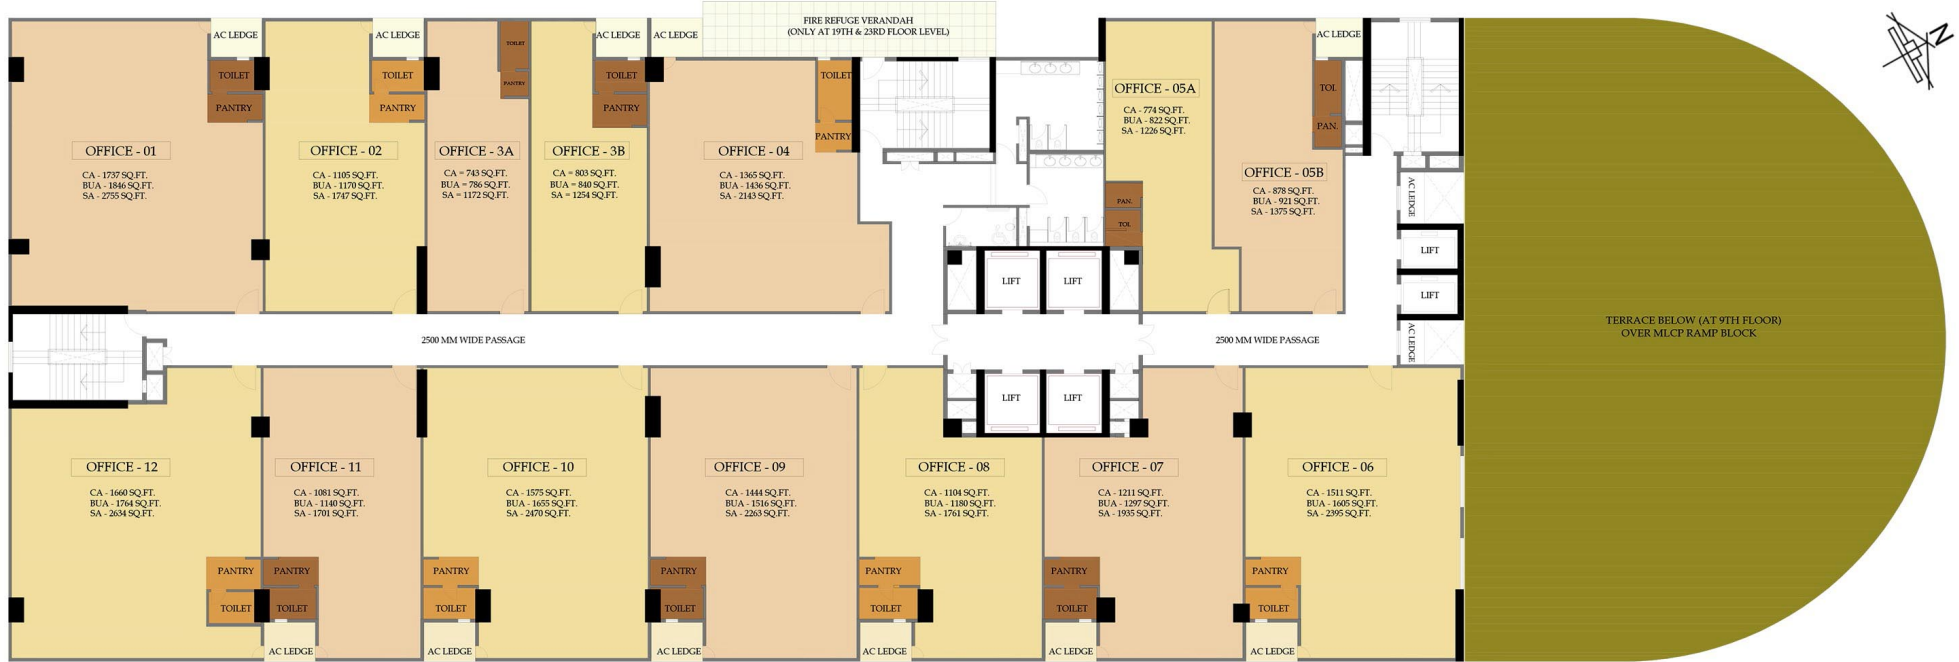 FIRE REFUGE VERANDAH
(ONLY AT 19TH & 23RD FLOOR LEVEL)
AC LEDGE
AC LEDGE
AC LEDGE
AC LEDGE
AC LEDGE
N
TOILET
PANTRY
TOILET
PANTRY
TOILET
PANTRY
TOILET
PANTRY
TOILET
PANTRY
TOI.
PAN.
OFFICE - 01
CA - 1737 SQ.FT.
BUA - 1846 SQ.FT.
SA - 2755 SQ.FT.
OFFICE - 02
CA - 1105 SQ.FT.
BUA - 1170 SQ.FT.
SA - 1747 SQ.FT.
OFFICE - 3A
CA = 743 SQ.FT.
BUA = 786 SQ.FT.
SA = 1172 SQ.FT.
OFFICE - 3B
CA = 803 SQ.FT.
BUA = 840 SQ.FT.
SA = 1254 SQ.FT.
OFFICE - 04
CA - 1365 SQ.FT.
BUA - 1436 SQ.FT.
SA - 2143 SQ.FT.
OFFICE - 05A
CA - 774 SQ.FT.
BUA - 822 SQ.FT.
SA - 1226 SQ.FT.
PAN.
TOI.
OFFICE - 05B
CA - 878 SQ.FT.
BUA - 921 SQ.FT.
SA - 1375 SQ.FT.
AC LEDGE
LIFT
LIFT
AC LEDGE
LIFT
LIFT
2500 MM WIDE PASSAGE
2500 MM WIDE PASSAGE
TERRACE BELOW (AT 9TH FLOOR)
OVER MLCP RAMP BLOCK
LIFT
LIFT
OFFICE - 12
CA - 1660 SQ.FT.
BUA - 1764 SQ.FT.
SA - 2634 SQ.FT.
OFFICE - 11
CA - 1081 SQ.FT.
BUA - 1140 SQ.FT.
SA - 1701 SQ.FT.
OFFICE - 10
CA - 1575 SQ.FT.
BUA - 1655 SQ.FT.
SA - 2470 SQ.FT.
OFFICE - 09
CA - 1444 SQ.FT.
BUA - 1516 SQ.FT.
SA - 2263 SQ.FT.
OFFICE - 08
CA - 1104 SQ.FT.
BUA - 1180 SQ.FT.
SA - 1761 SQ.FT.
OFFICE - 07
CA - 1211 SQ.FT.
BUA - 1297 SQ.FT.
SA - 1935 SQ.FT.
OFFICE - 06
CA - 1511 SQ.FT.
BUA - 1605 SQ.FT.
SA - 2395 SQ.FT.
PANTRY
TOILET
PANTRY
TOILET
PANTRY
TOILET
PANTRY
TOILET
PANTRY
TOILET
PANTRY
TOILET
PANTRY
TOILET
AC LEDGE
AC LEDGE
AC LEDGE
AC LEDGE
AC LEDGE
AC LEDGE